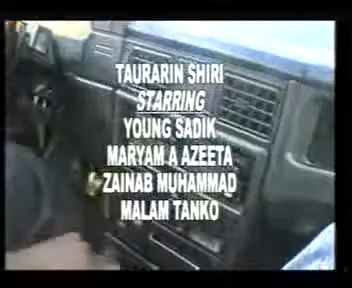 TAURARIN SHIRI
STARRING
YOUNG SADIK
MARYAM A AZEETA
ZAINAB MUHAMMAD
MALAM TANKO